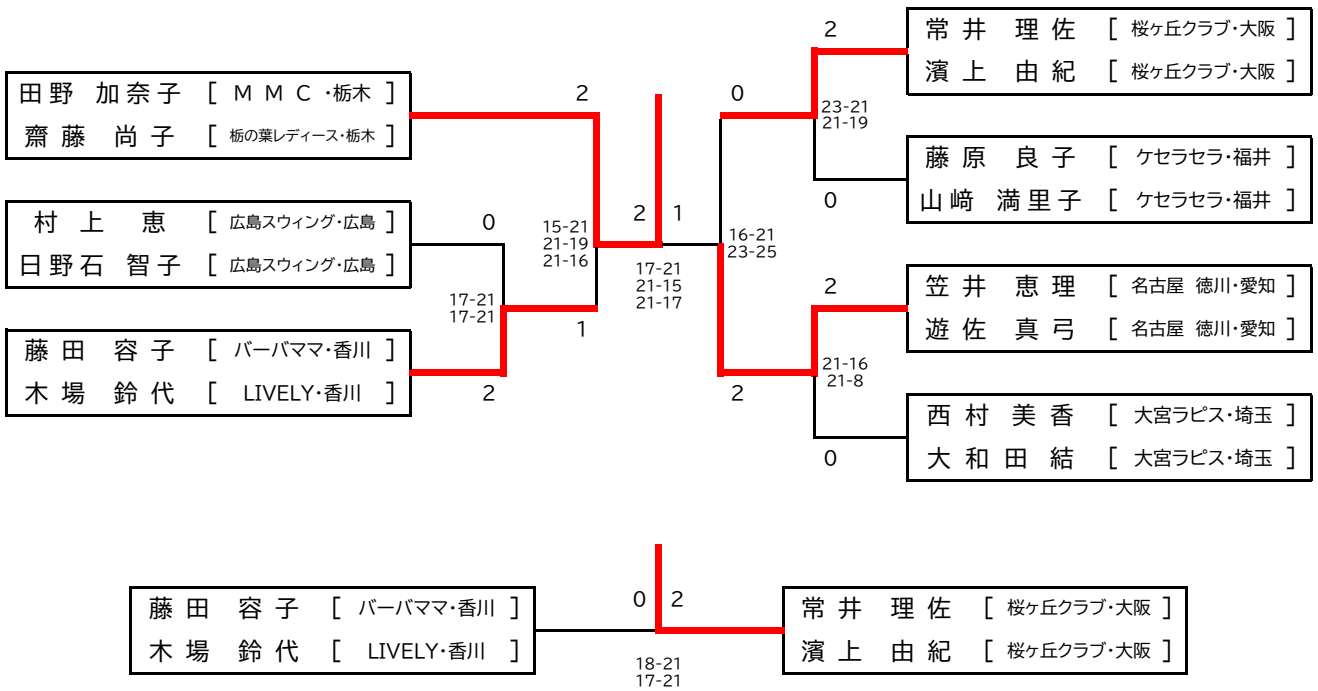 田野 加奈子 [ M M C ・栃木 ]
齋藤 尚子 [ 栃の葉レディース・栃木 ]
村上 恵 [ 広島スウィング・広島 ]
日野石 智子 [ 広島スウィング・広島 ]
藤田 容子 [ バーバママ・香川 ]
木場 鈴代 [ LIVELY・香川 ]
2
0
2
17-21
17-21
15-21
21-19
21-16
1
2
1
17-21
21-15
21-17
0
16-21
23-25
2
2
23-21
21-19
0
2
21-16
21-8
0
常井 理佐 [ 桜ヶ丘クラブ・大阪 ]
濱上 由紀 [ 桜ヶ丘クラブ・大阪 ]
藤原 良子 [ ケセラセラ・福井 ]
山﨑 満里子 [ ケセラセラ・福井 ]
笠井 恵理 [ 名古屋 徳川・愛知 ]
遊佐 真弓 [ 名古屋 徳川・愛知 ]
西村 美香 [ 大宮ラピス・埼玉 ]
大和田 結 [ 大宮ラピス・埼玉 ]
藤田 容子 [ バーバママ・香川 ]
木場 鈴代 [ LIVELY・香川 ]
0
2
18-21
17-21
常井 理佐 [ 桜ヶ丘クラブ・大阪 ]
濱上 由紀 [ 桜ヶ丘クラブ・大阪 ]